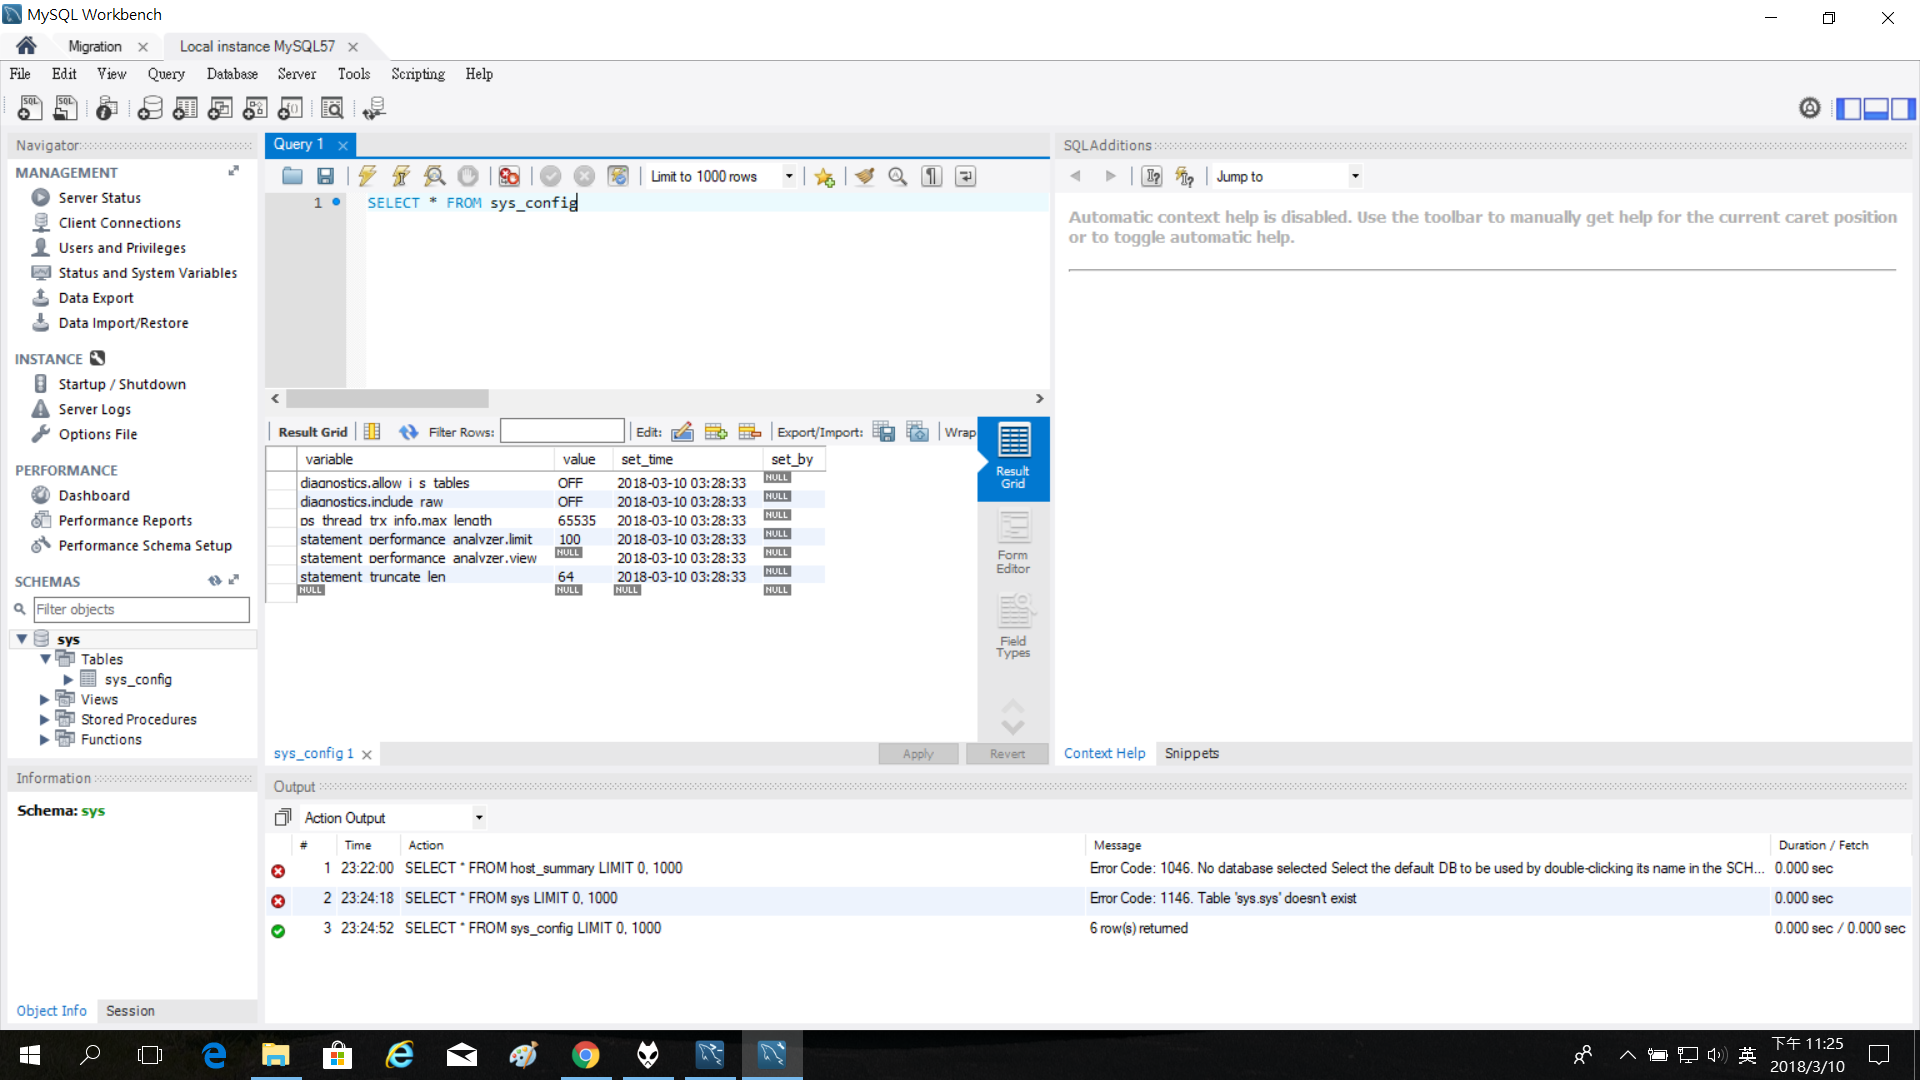 MySQL Workbench
Migration
Local instance MySQL57
File Edit View Query Database Server Tools Scripting Help
Navigator
MANAGEMENT
Server Status
Client Connections
Users and Privileges
Status and System Variables
Data Export
Data Import/Restore
INSTANCE
Startup / Shutdown
Server Logs
Options File
PERFORMANCE
Dashboard
Performance Reports
Performance Schema Setup
SCHEMAS
Filter objects
sys
Tables
sys_config
Views
Stored Procedures
Functions
Information
Schema: sys
Object Info Session
Query 1
Limit to 1000 rows
1 SELECT * FROM sys_config
Result Grid Filter Rows: Edit: Export/Import: Wrap
variable value set_time set_by
diagnostics.allow_i_s_tables OFF 2018-03-10 03:28:33 NULL
diagnostics.include_raw OFF 2018-03-10 03:28:33 NULL
ps_thread_trx_info.max_length 65535 2018-03-10 03:28:33 NULL
statement_performance_analyzer.limit 100 2018-03-10 03:28:33 NULL
statement_performance_analyzer.view NULL 2018-03-10 03:28:33 NULL
statement_truncate_len 64 2018-03-10 03:28:33 NULL
NULL NULL NULL NULL
Result
Grid
Form
Editor
Field
Types
sys_config 1
Apply Revert
SQLAdditions
Jump to
Automatic context help is disabled. Use the toolbar to manually get help for the current caret position
or to toggle automatic help.
Context Help Snippets
Output
Action Output
# Time Action Message Duration / Fetch
1 23:22:00 SELECT * FROM host_summary LIMIT 0, 1000 Error Code: 1046. No database selected Select the default DB to be used by double-clicking its name in the SCH... 0.000 sec
2 23:24:18 SELECT * FROM sys LIMIT 0, 1000 Error Code: 1146. Table 'sys.sys' doesn't exist 0.000 sec
3 23:24:52 SELECT * FROM sys_config LIMIT 0, 1000 6 row(s) returned 0.000 sec / 0.000 sec
英
下午 11:25
2018/3/10